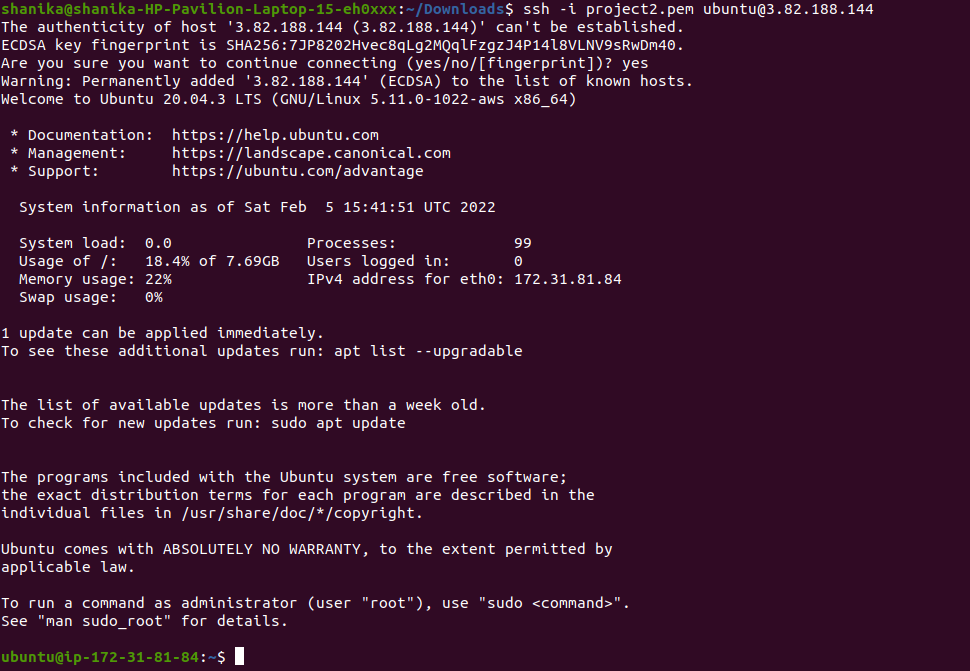 shanika@shanika-HP-Pavilion-Laptop-15-eh0xxx:~/Downloads$ ssh -i project2.pem ubuntu@3.82.188.144
The authenticity of host '3.82.188.144 (3.82.188.144)' can't be established.
ECDSA key fingerprint is SHA256:7JP8202Hvec8qLg2MQqlFzgzJ4P14l8VLNV9sRwDm40.
Are you sure you want to continue connecting (yes/no/[fingerprint])? yes
Warning: Permanently added '3.82.188.144' (ECDSA) to the list of known hosts.
Welcome to Ubuntu 20.04.3 LTS (GNU/Linux 5.11.0-1022-aws x86_64)

 * Documentation:  https://help.ubuntu.com
 * Management:     https://landscape.canonical.com
 * Support:        https://ubuntu.com/advantage

  System information as of Sat Feb  5 15:41:51 UTC 2022

  System load:  0.0               Processes:             99
  Usage of /:   18.4% of 7.69GB   Users logged in:       0
  Memory usage: 22%               IPv4 address for eth0: 172.31.81.84
  Swap usage:   0%

1 update can be applied immediately.
To see these additional updates run: apt list --upgradable

The list of available updates is more than a week old.
To check for new updates run: sudo apt update

The programs included with the Ubuntu system are free software;
the exact distribution terms for each program are described in the
individual files in /usr/share/doc/*/copyright.

Ubuntu comes with ABSOLUTELY NO WARRANTY, to the extent permitted by
applicable law.

To run a command as administrator (user "root"), use "sudo <command>".
See "man sudo_root" for details.

ubuntu@ip-172-31-81-84:~$